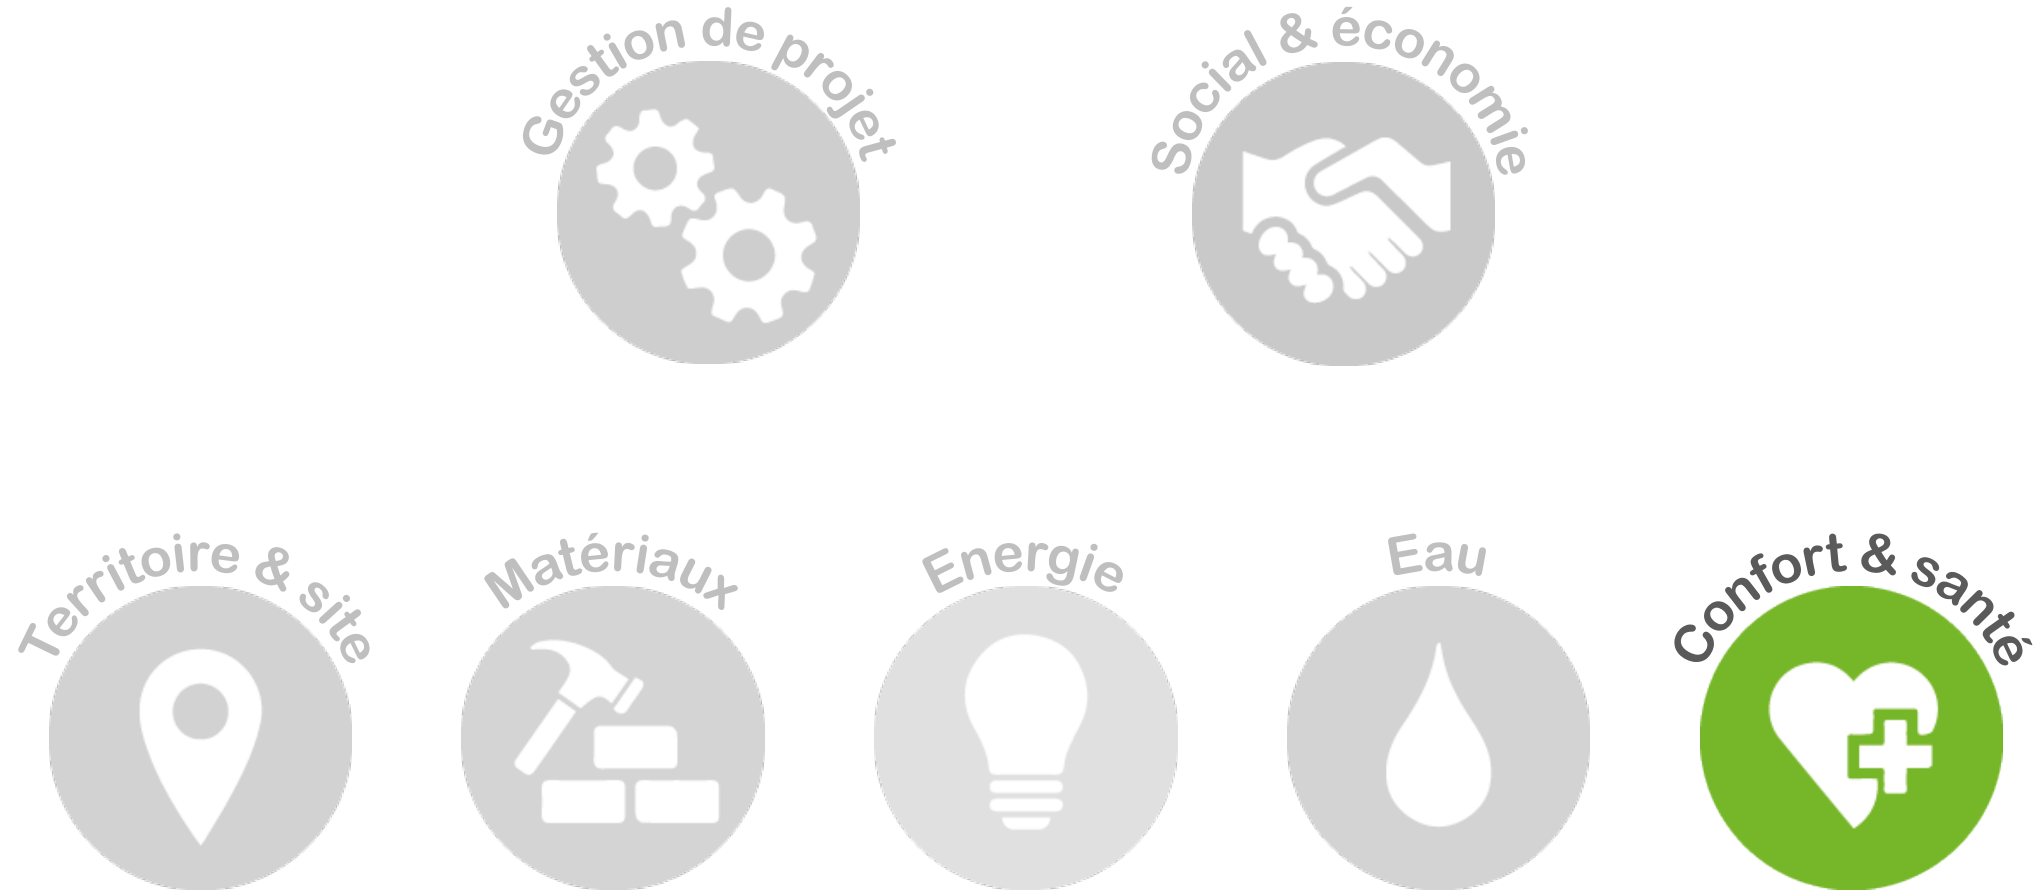 Gestion de projet
Social & économie
Territoire & site
Matériaux
Energie
Eau
Confort & santé